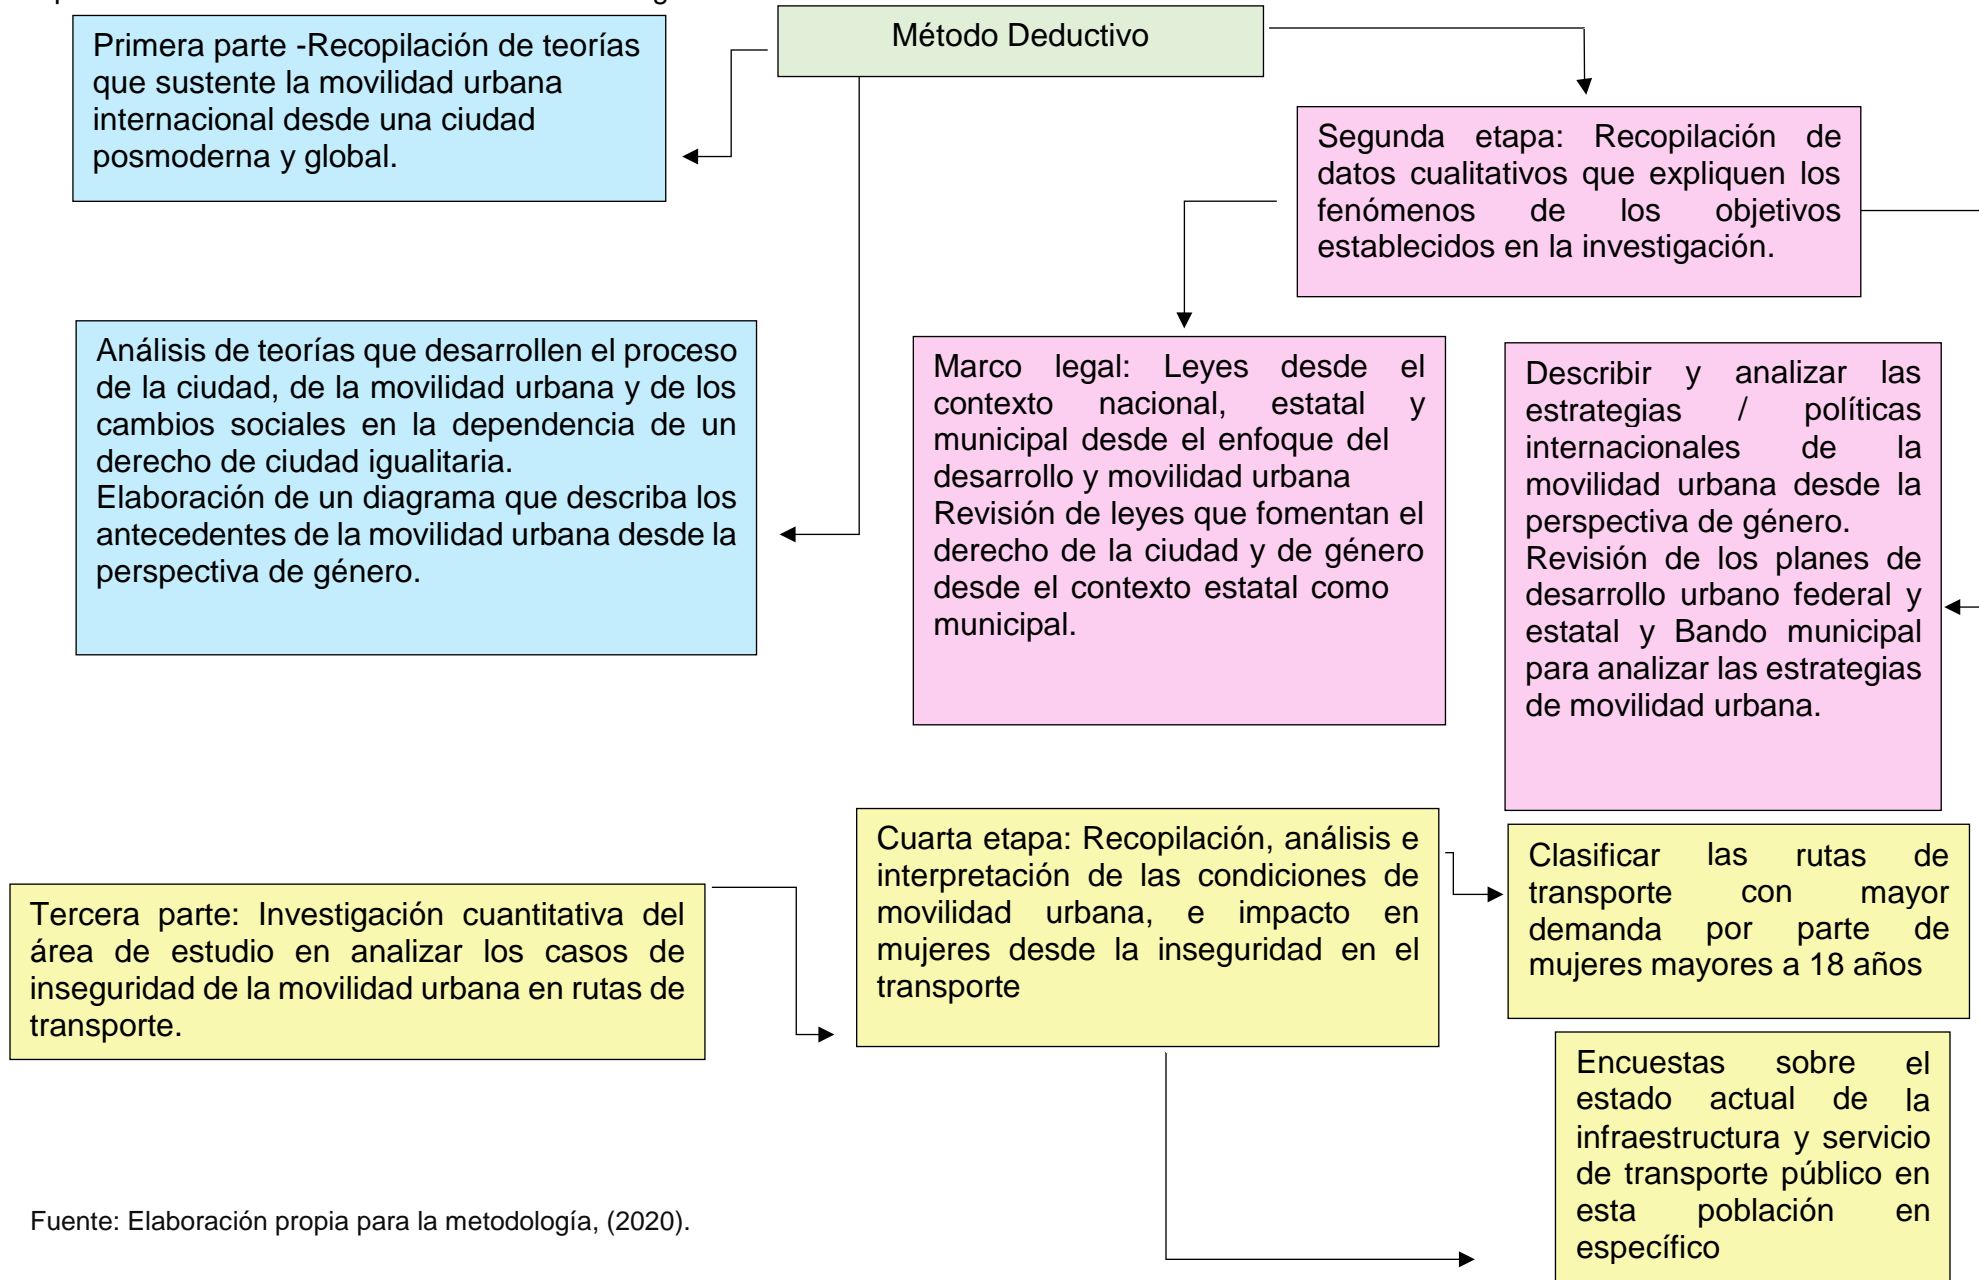 Método Deductivo
Primera parte -Recopilación de teorías
que sustente la movilidad urbana
internacional desde una ciudad
posmoderna y global.
Segunda etapa: Recopilación de
datos cualitativos que expliquen los
fenómenos de los objetivos
establecidos en la investigación.
Análisis de teorías que desarrollen el proceso
de la ciudad, de la movilidad urbana y de los
cambios sociales en la dependencia de un
derecho de ciudad igualitaria.
Elaboración de un diagrama que describa los
antecedentes de la movilidad urbana desde la
perspectiva de género.
Marco legal: Leyes desde el
contexto nacional, estatal y
municipal desde el enfoque del
desarrollo y movilidad urbana
Revisión de leyes que fomentan el
derecho de la ciudad y de género
desde el contexto estatal como
municipal.
Describir y analizar las
estrategias / políticas
internacionales de la
movilidad urbana desde la
perspectiva de género.
Revisión de los planes de
desarrollo urbano federal y
estatal y Bando municipal
para analizar las estrategias
de movilidad urbana.
Tercera parte: Investigación cuantitativa del
área de estudio en analizar los casos de
inseguridad de la movilidad urbana en rutas de
transporte.
Cuarta etapa: Recopilación, análisis e
interpretación de las condiciones de
movilidad urbana, e impacto en
mujeres desde la inseguridad en el
transporte
Clasificar las rutas de
transporte con mayor
demanda por parte de
mujeres mayores a 18 años
Encuestas sobre el
estado actual de la
infraestructura y servicio
de transporte público en
esta población en
específico
Fuente: Elaboración propia para la metodología, (2020).